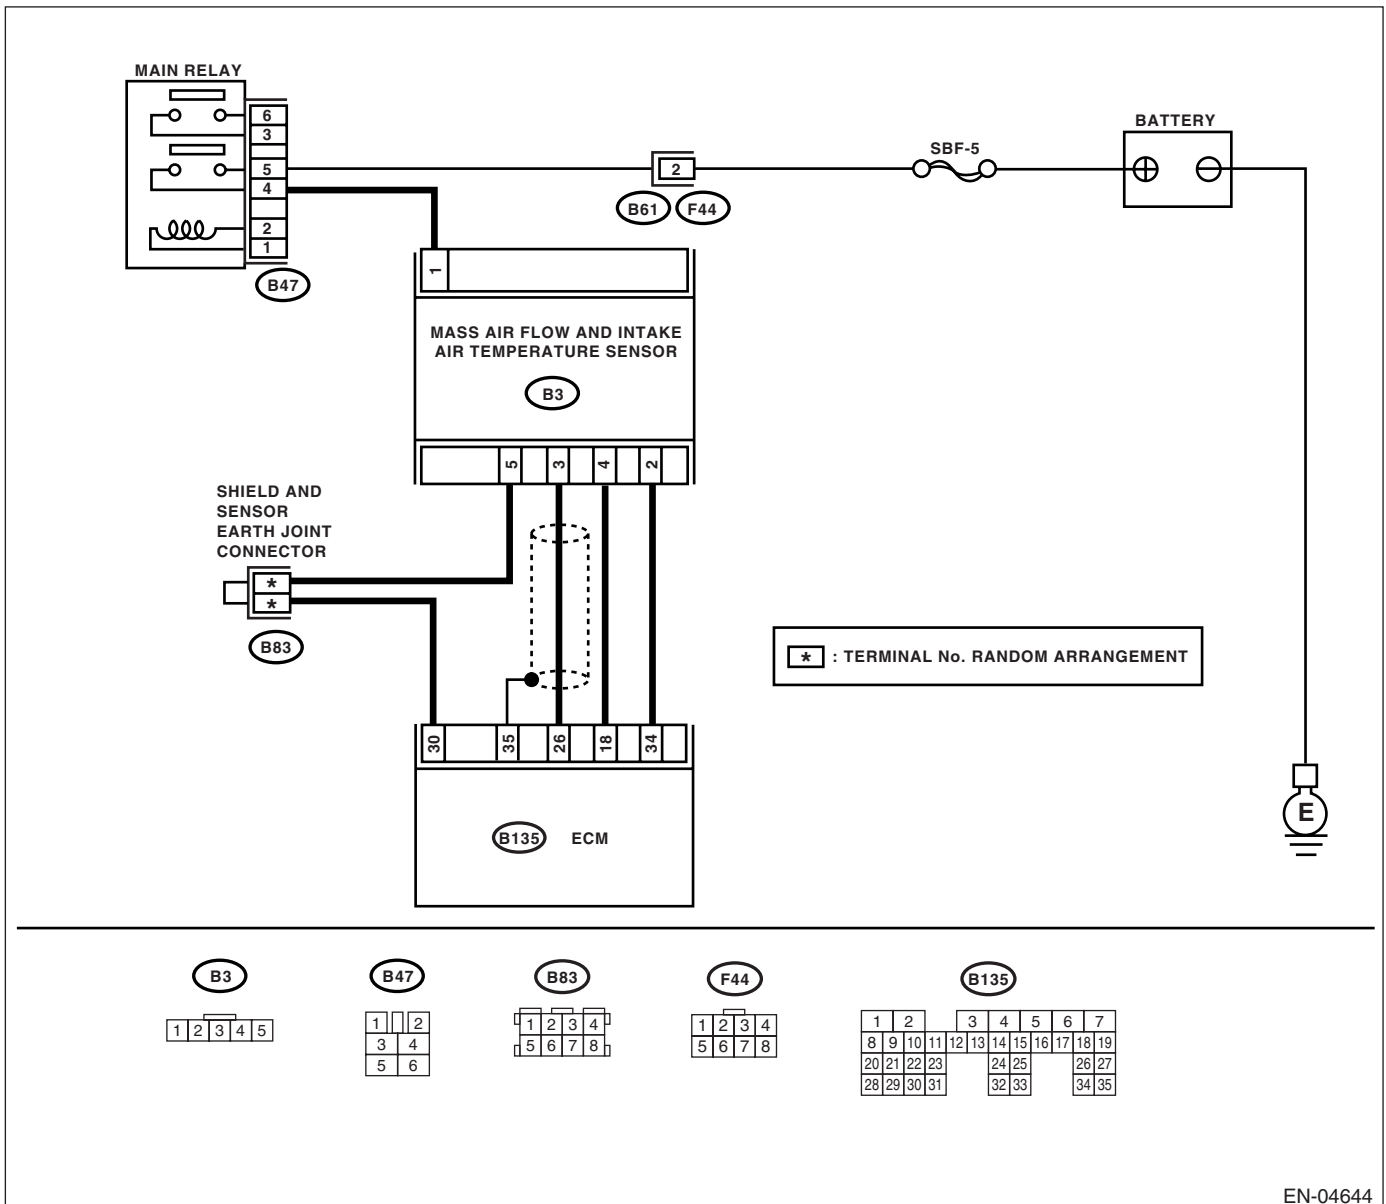 MAIN RELAY
BATTERY
6
3
5
4
2
1
SBF-5
2
B61 F44
B47
1
MASS AIR FLOW AND INTAKE
AIR TEMPERATURE SENSOR
B3
5 3 4 2
SHIELD AND
SENSOR
EARTH JOINT
CONNECTOR
*
*
B83
* : TERMINAL No. RANDOM ARRANGEMENT
30 35 26 18 34
B135 ECM
E
B3
1 2 3 4 5
B47
1 2
3 4
5 6
B83
1 2 3 4
5 6 7 8
F44
1 2 3 4
5 6 7 8
B135
1 2 3 4 5 6 7
8 9 10 11 12 13 14 15 16 17 18 19
20 21 22 23 24 25 26 27
28 29 30 31 32 33 34 35
EN-04644